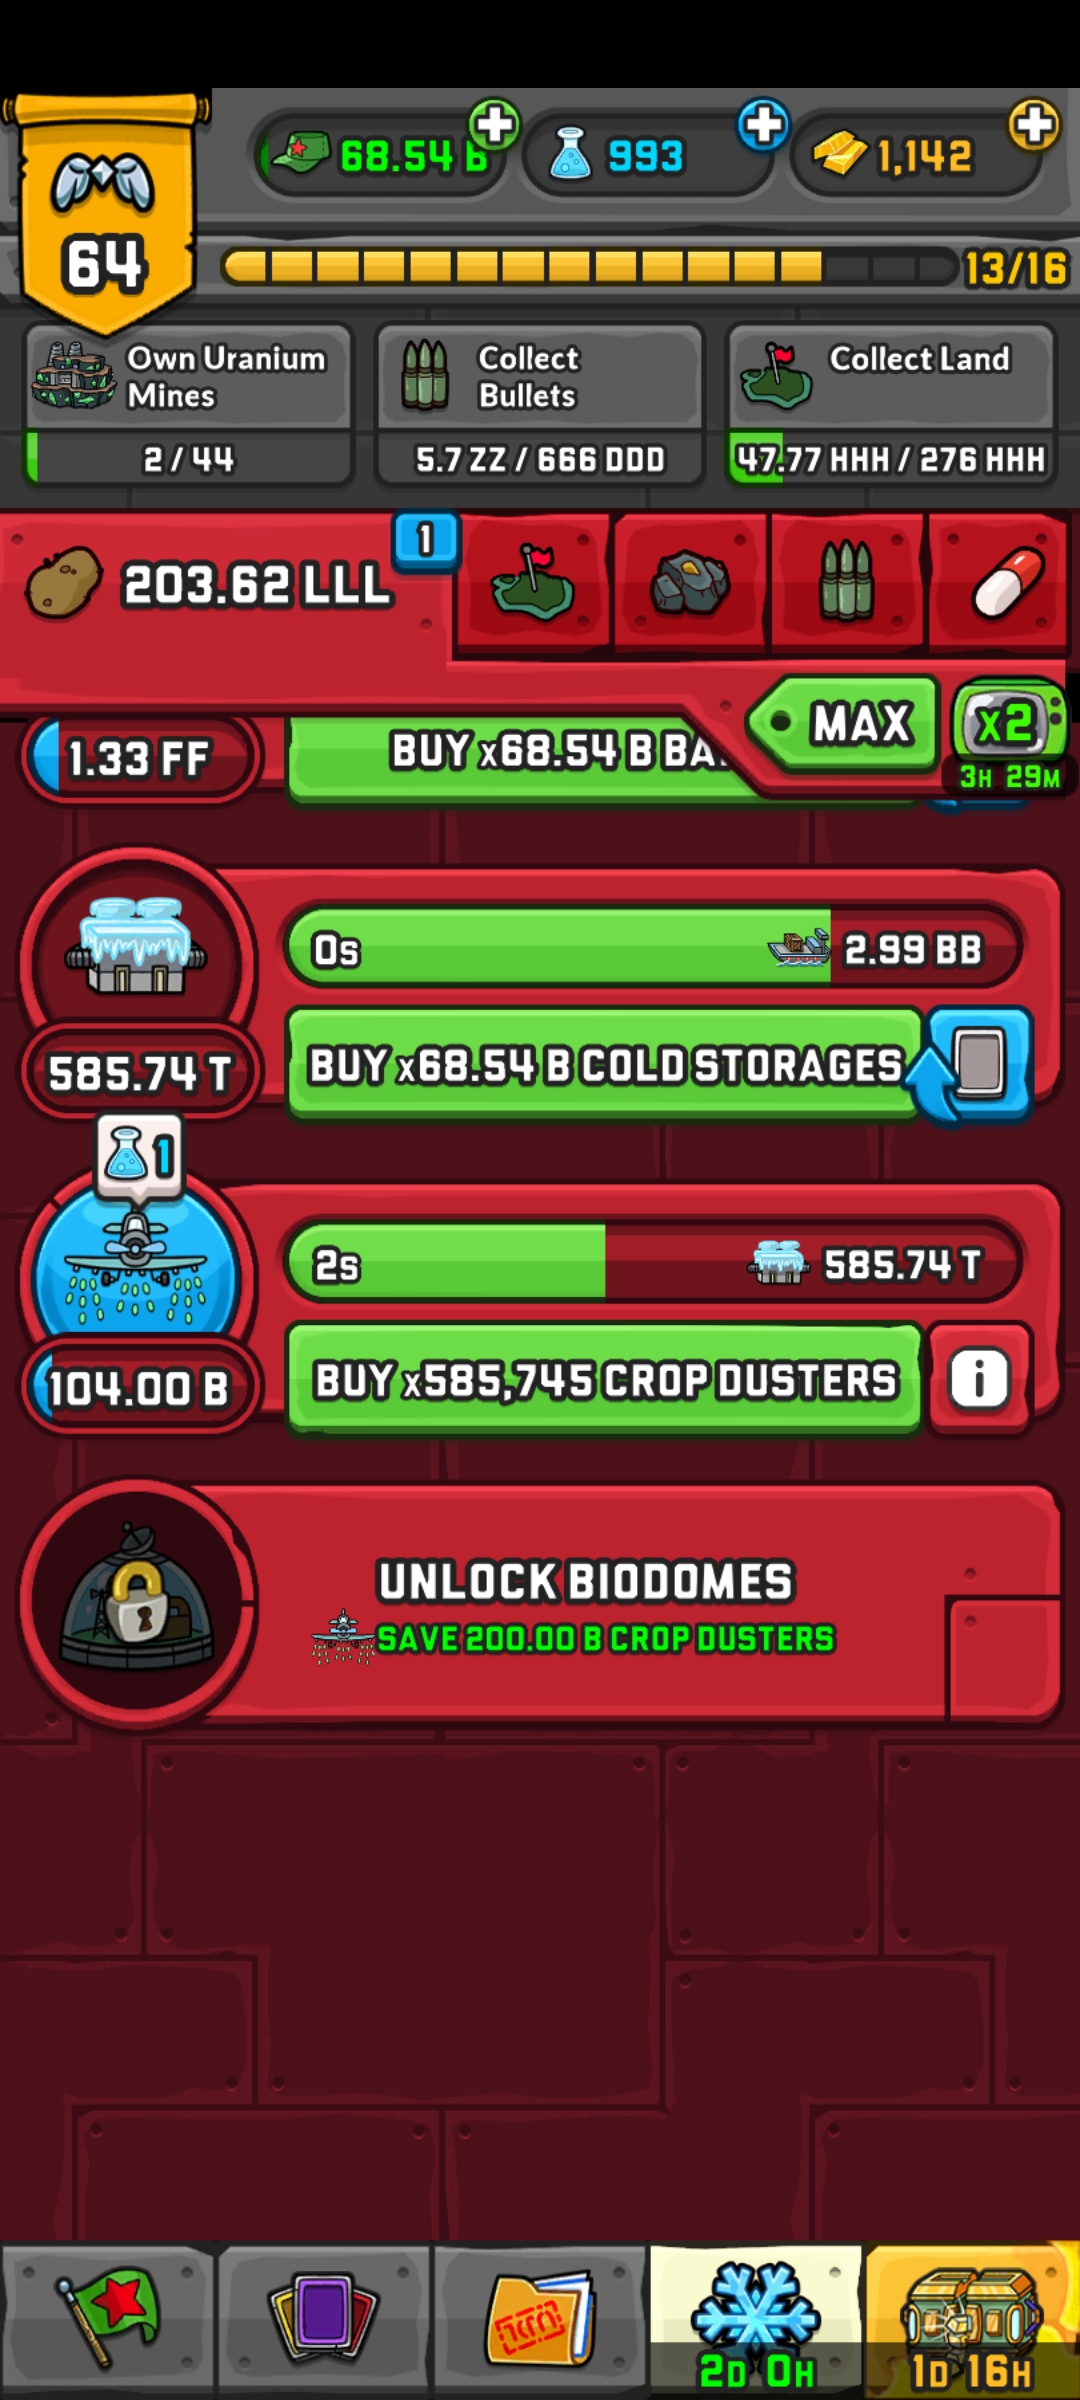 64
68.54 B
993
1,142
13/16
Own Uranium
Mines
2 / 44
Collect
Bullets
5.7 ZZ / 666 DDD
Collect Land
47.77 HHH / 276 HHH
203.62 LLL
1
MAX
X2
3H 29M
1.33 FF
BUY x68.54 B BA
0s
2.99 BB
585.74 T
BUY x68.54 B COLD STORAGES
1
2s
585.74 T
104.00 B
BUY x585,745 CROP DUSTERS
i
UNLOCK BIODOMES
SAVE 200.00 B CROP DUSTERS
2D 0H
1D 16H